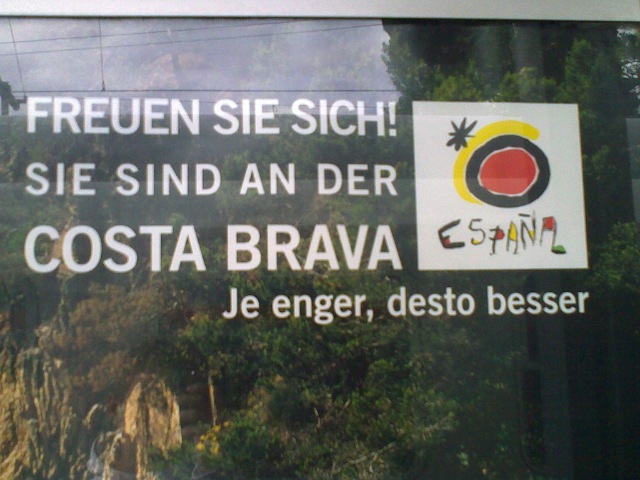 FREUEN SIE SICH!
SIE SIND AN DER
COSTA BRAVA
ESPAÑA
Je enger, desto besser